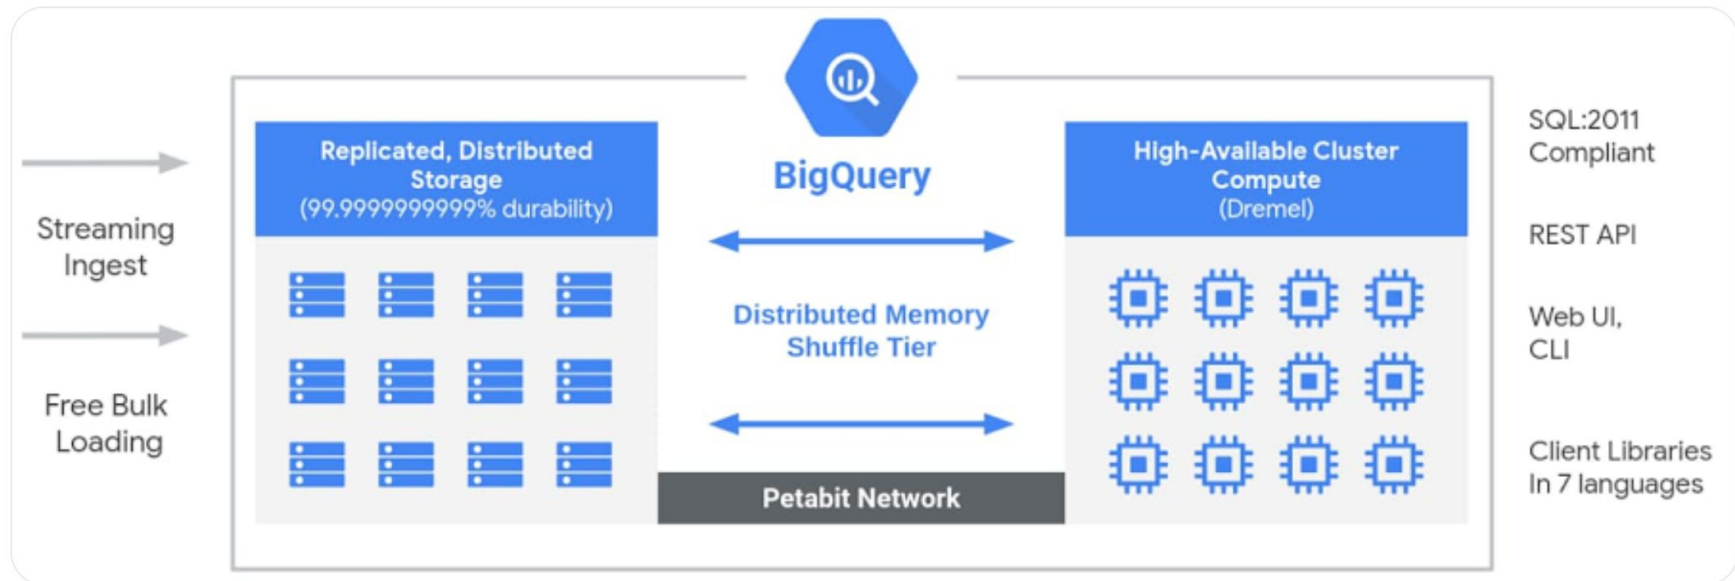 Streaming
Ingest
Free Bulk
Loading
Replicated, Distributed
Storage
(99.9999999999% durability)
BigQuery
Distributed Memory
Shuffle Tier
Petabit Network
High-Available Cluster
Compute
(Dremel)
SQL:2011
Compliant
REST API
Web UI,
CLI
Client Libraries
In 7 languages